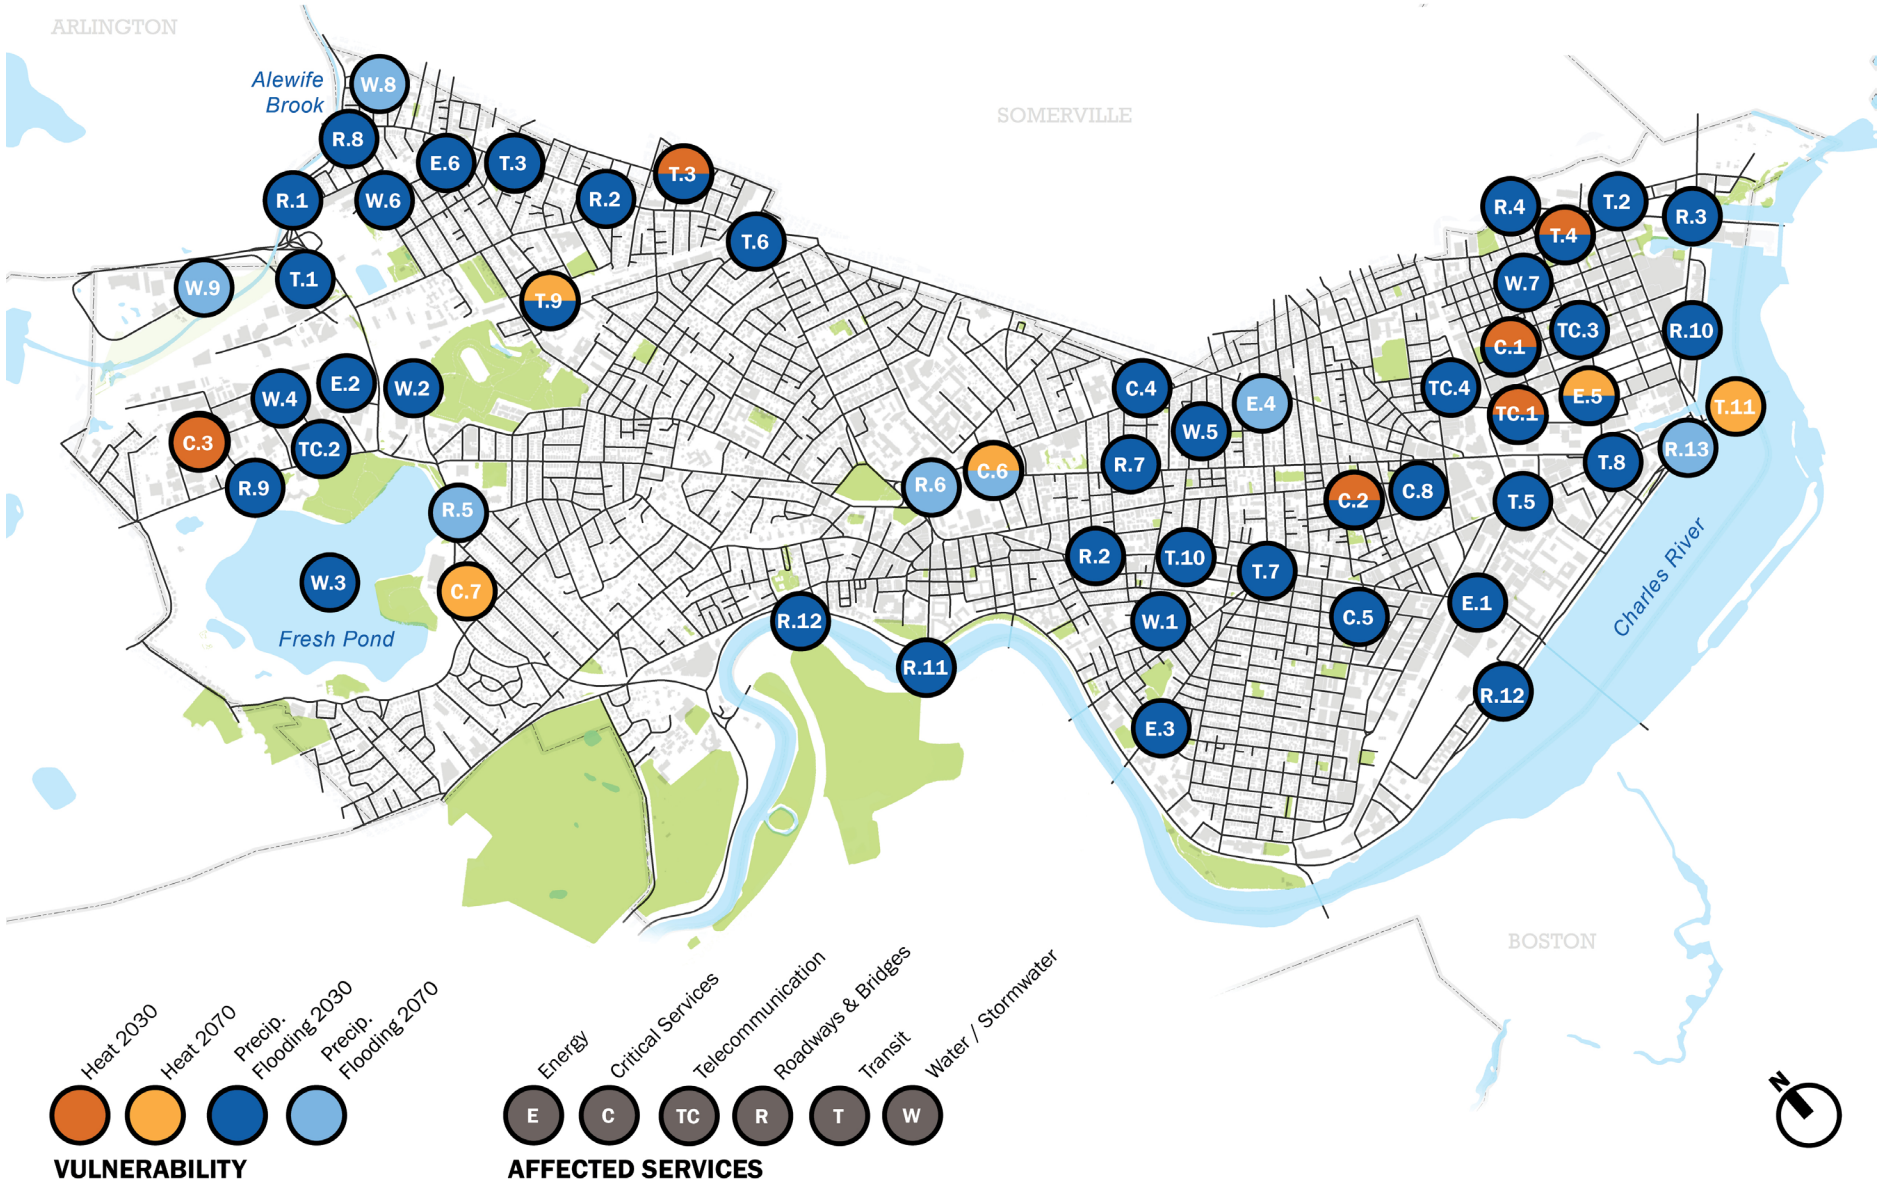 ARLINGTON
Alewife
Brook
SOMERVILLE
W.8
R.8
E.6
T.3
T.3
R.1
W.6
R.2
T.6
R.4
T.2
R.3
T.4
W.9
T.1
T.9
W.7
C.1
TC.3
R.10
W.4
E.2
W.2
C.4
E.4
TC.4
TC.1
E.5
T.11
C.3
TC.2
W.5
R.13
R.9
R.5
R.6
C.6
R.7
C.2
C.8
T.8
T.5
W.3
C.7
R.2
T.10
T.7
Fresh Pond
R.12
R.11
W.1
C.5
E.1
Charles River
E.3
R.12
BOSTON
Heat 2030
Heat 2070
Precip.
Flooding 2030
Precip.
Flooding 2070
VULNERABILITY
Energy
Critical Services
Telecommunication
Roadways & Bridges
Transit
Water / Stormwater
E
C
TC
R
T
W
AFFECTED SERVICES
N